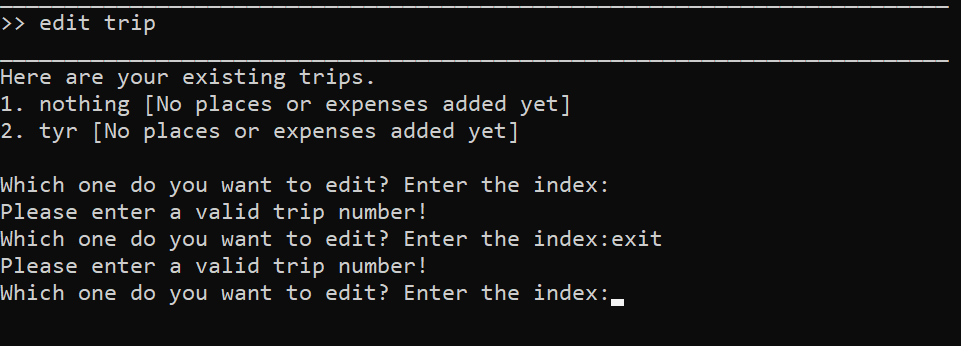 >> edit trip
Here are your existing trips.
1. nothing [No places or expenses added yet]
2. tyr [No places or expenses added yet]
Which one do you want to edit? Enter the index:
Please enter a valid trip number!
Which one do you want to edit? Enter the index:exit
Please enter a valid trip number!
Which one do you want to edit? Enter the index: